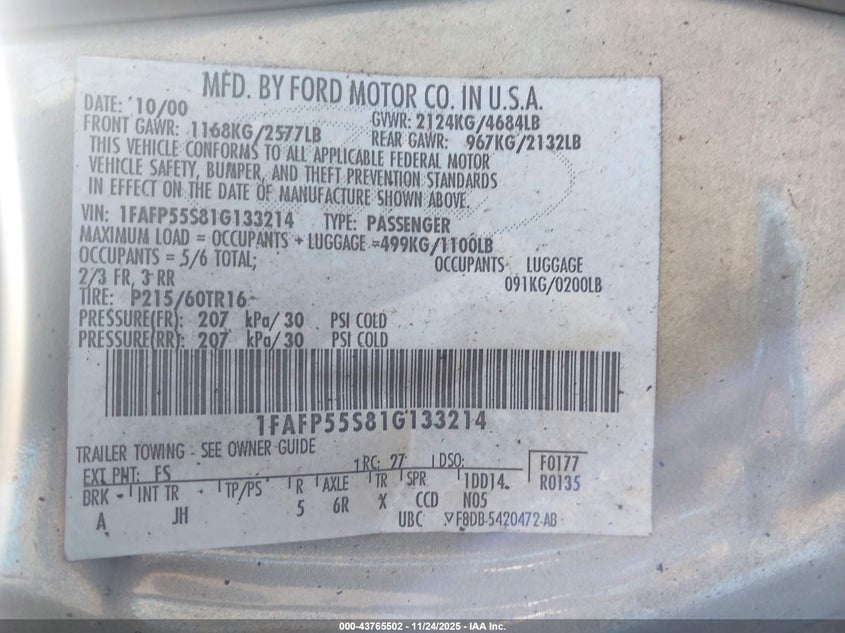 MFD. BY FORD MOTOR CO. IN U.S.A.
DATE: 10/00 GVWR: 2124KG/4684LB
FRONT GAWR: 1168KG/2577LB REAR GAWR: 967KG/2132LB
THIS VEHICLE CONFORMS TO ALL APPLICABLE FEDERAL MOTOR
VEHICLE SAFETY, BUMPER, AND THEFT PREVENTION STANDARDS
IN EFFECT ON THE DATE OF MANUFACTURE SHOWN ABOVE.
VIN: 1FAFP55S81G133214 TYPE: PASSENGER
MAXIMUM LOAD = OCCUPANTS + LUGGAGE =499KG/1100LB
OCCUPANTS = 5/6 TOTAL; OCCUPANTS LUGGAGE
2/3 FR, 3 RR 091KG/0200LB
TIRE: P215/60TR16
PRESSURE(FR): 207 kPa/30 PSI COLD
PRESSURE(RR): 207 kPa/30 PSI COLD
1FAFP55S81G133214
TRAILER TOWING - SEE OWNER GUIDE
EXT PNT: FS RC: 27 DSO: F0177
BRK INT TR TP/PS R AXLE TR SPR 1DD14 R0135
A JH 5 6R X CCD N05
UBC F8DB-5420472-AB
000-43765502 | 11/24/2025 - IAA Inc.